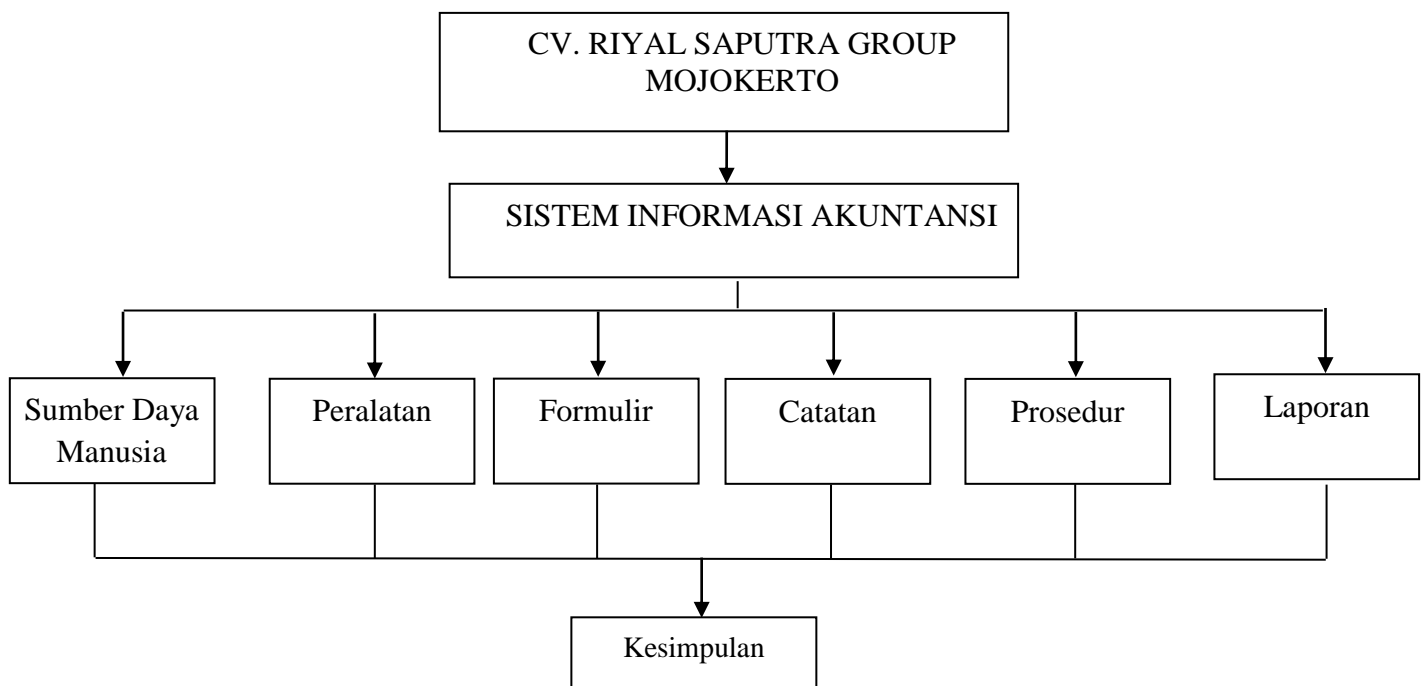 CV. RIYAL SAPUTRA GROUP
MOJOKERTO
SISTEM INFORMASI AKUNTANSI
Sumber Daya
Manusia
Peralatan
Formulir
Catatan
Prosedur
Laporan
Kesimpulan